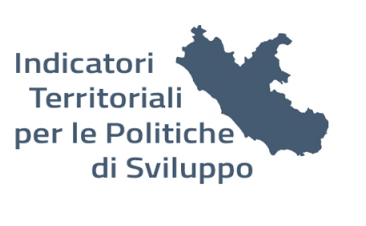 Indicatori
Territoriali
per le Politiche
di Sviluppo